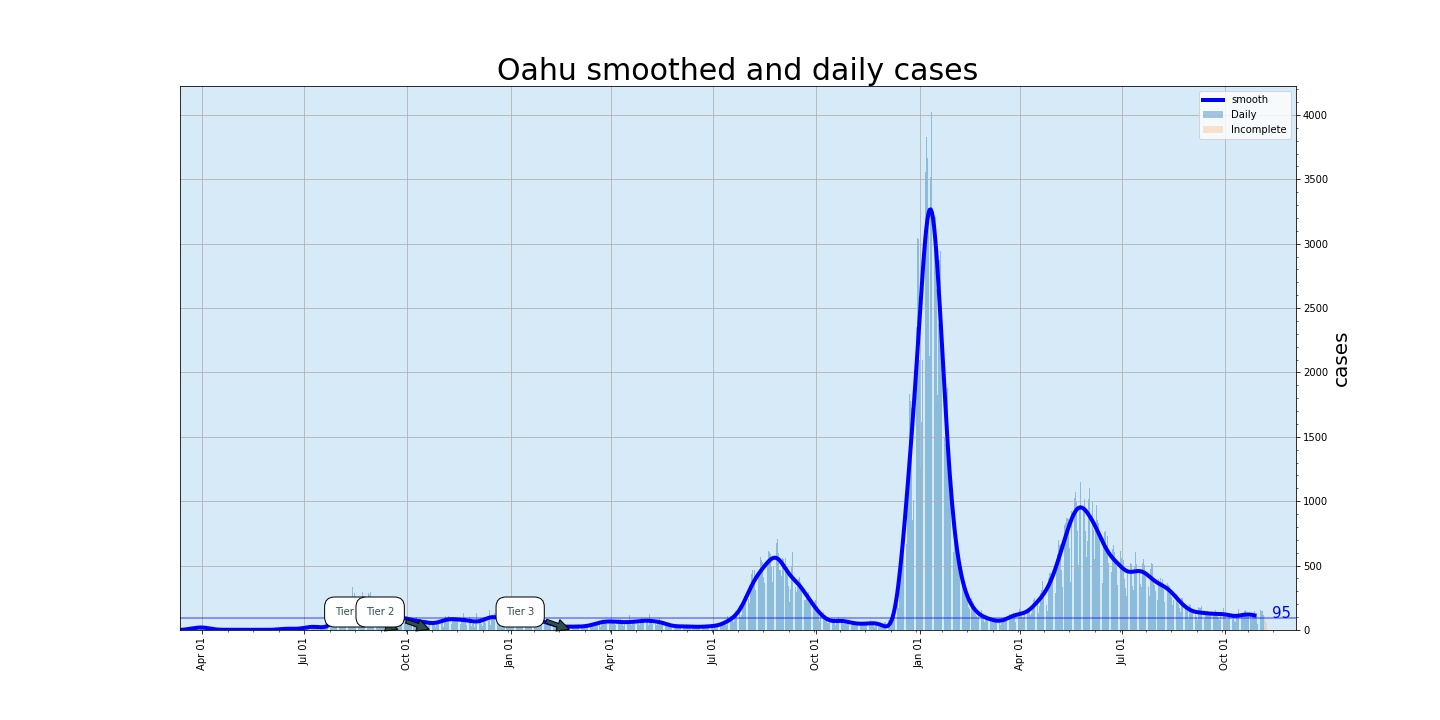 Oahu smoothed and daily cases
smooth
Daily
Incomplete
4000
3500
3000
2500
2000
1500
1000
500
0
cases
Tier
Tier 2
Tier 3
95
Apr 01
Jul 01
Oct 01
Jan 01
Apr 01
Jul 01
Oct 01
Jan 01
Apr 01
Jul 01
Oct 01